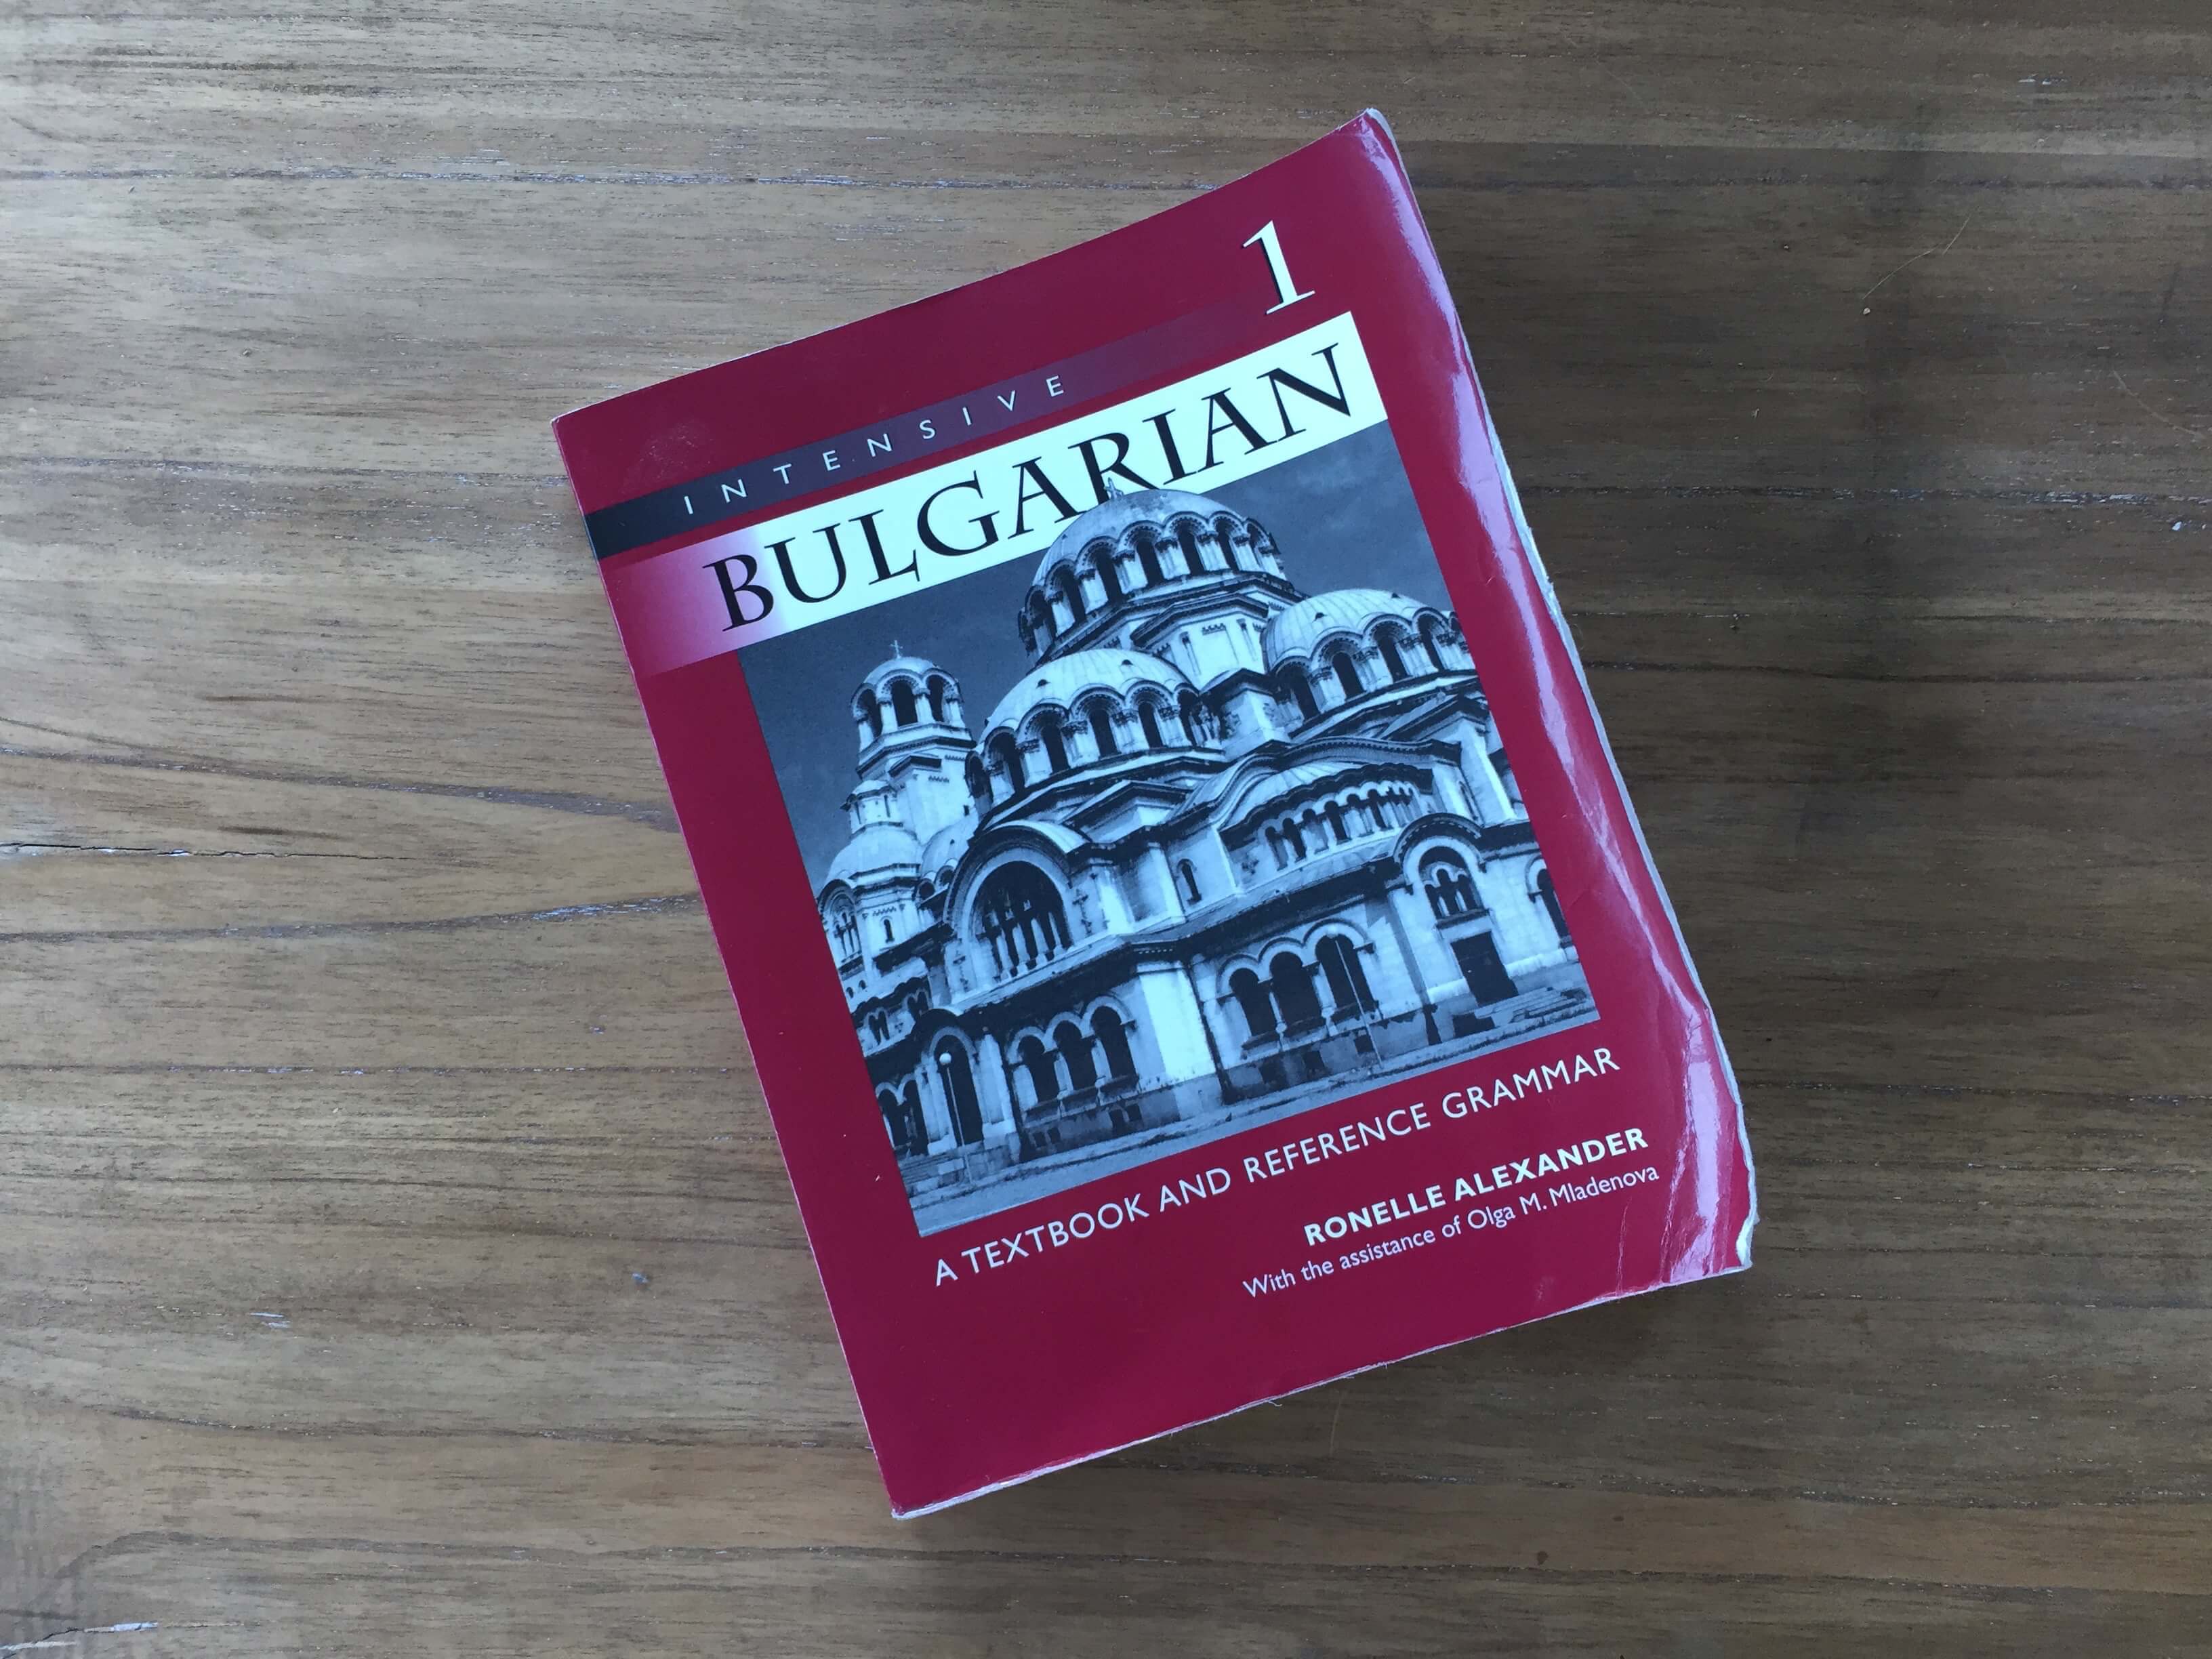 1
INTENSIVE
BULGARIAN
A TEXTBOOK AND REFERENCE GRAMMAR
RONELLE ALEXANDER
With the assistance of Olga M. Mladenova